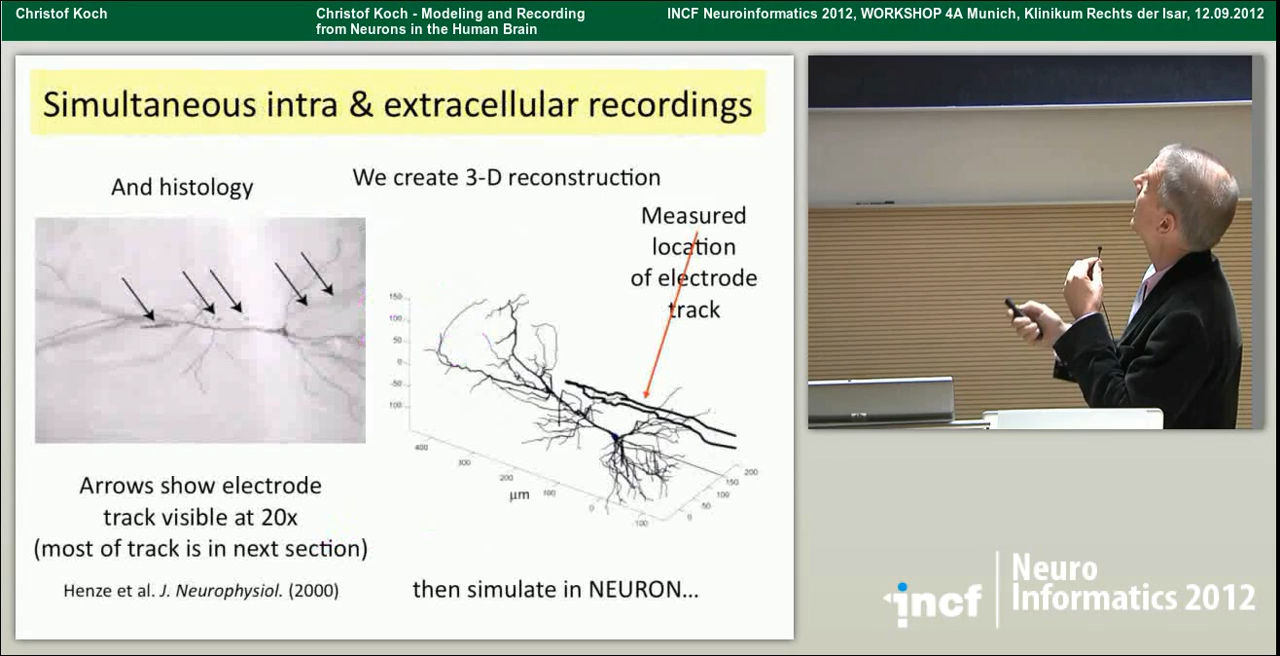 Christof Koch
Christof Koch - Modeling and Recording
from Neurons in the Human Brain
INCF Neuroinformatics 2012, WORKSHOP 4A Munich, Klinikum Rechts der Isar, 12.09.2012
Simultaneous intra & extracellular recordings
And histology
We create 3-D reconstruction
Measured
location
of electrode
track
150
100
50
0
-50
100
400
300
200
100
0
-100
µm
200
150
100
50
0
Arrows show electrode
track visible at 20x
(most of track is in next section)
Henze et al. J. Neurophysiol. (2000)
then simulate in NEURON...
incf
Neuro
Informatics 2012